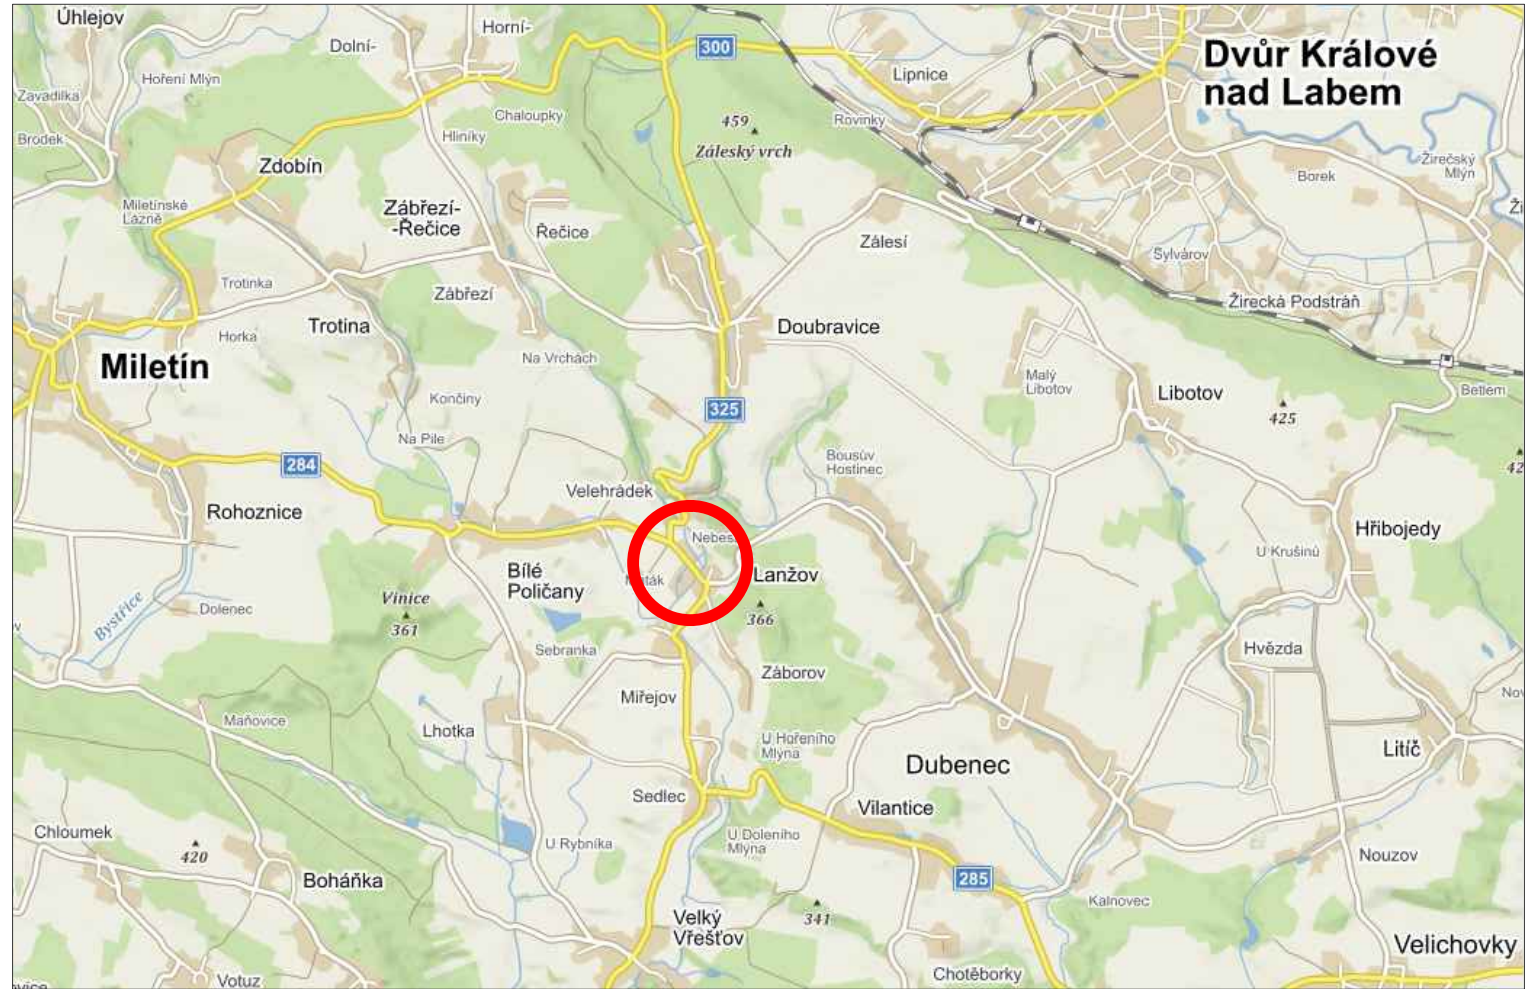 Úhlejov
Horní-
Dolní-
300
Dvůr Králové
nad Labem
Hoření Mlýn
Lipnice
Zavadilka
Chaloupky
459
Rovinky
Brodek
Hliníky
Záleský vrch
Zdobín
Žirečský
Mlýn
Borek
Miletínské
Lázně
Zábřezí-
-Řečice
Řečice
Zálesí
Sylvárov
Trotinka
Zábřezí
Žirecká Podstráň
Trotina
Horka
Doubravice
Na Vrchách
Miletín
Malý
Libotov
Libotov
Betlem
Končiny
325
425
Na Pile
284
Bousův
Hostinec
Velehrádek
Rohoznice
Hřibojedy
U Krušinů
Bílé
Poličany
Lanžov
Vinice
361
Dolenec
Bystřice
366
Sebranka
Hvězda
Záborov
Miřejov
Maňovice
Lhotka
U Hořeního
Mlýna
Dubenec
Litíč
Sedlec
Vilantice
Chloumek
420
U Rybníka
U Doleního
Mlýna
Nouzov
Boháňka
285
Kalnovec
Velký
Vřešťov
341
Velichovky
Votuz
Chotěborky